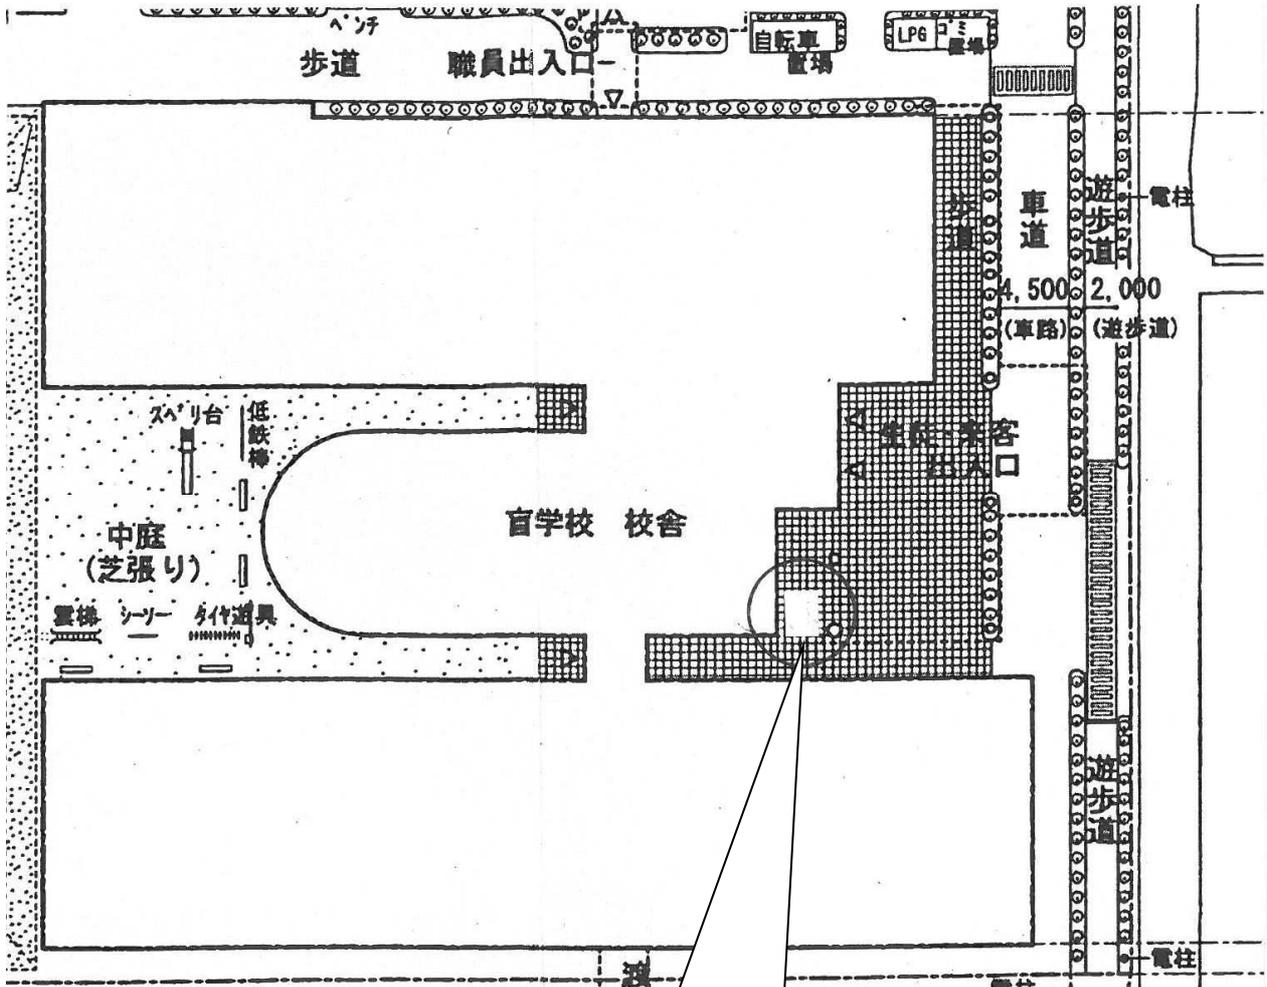 ベンチ
歩道
職員出入口
自転車
置場
LPG
ゴミ
置場
歩道
車道
遊歩道
電柱
4,500 2,000
(車路) (遊歩道)
スベリ台
低鉄棒
生徒・来客
出入口
盲学校 校舎
中庭
(芝張り)
雲梯
シーソー
タイヤ遊具
遊歩道
電柱
渡
電柱